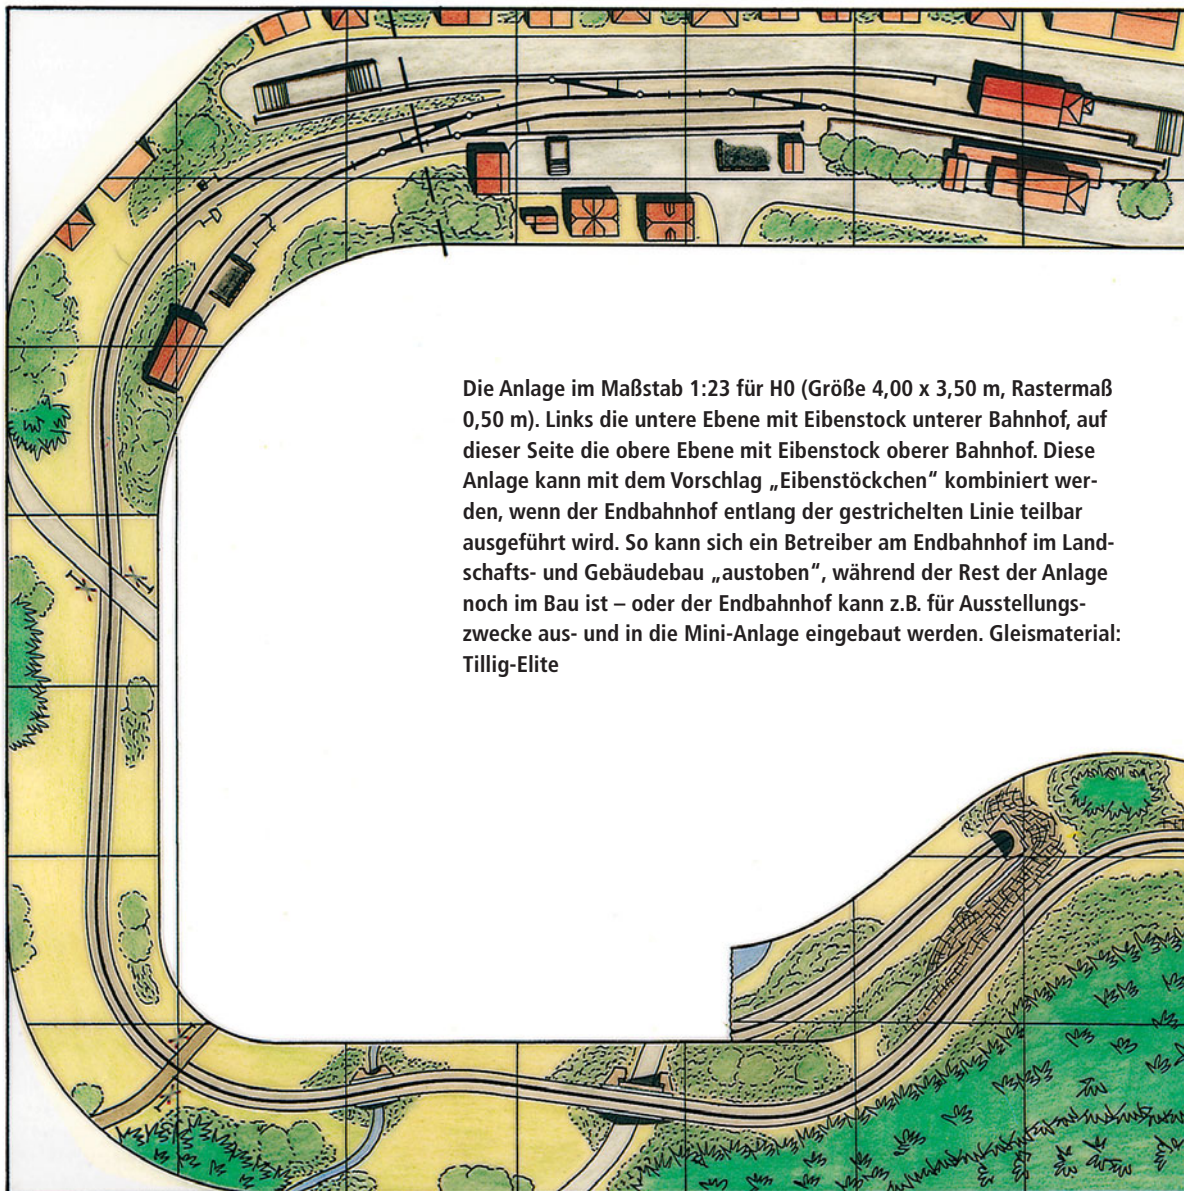 Die Anlage im Maßstab 1:23 für H0 (Größe 4,00 x 3,50 m, Rastermaß
0,50 m). Links die untere Ebene mit Eibenstock unterer Bahnhof, auf
dieser Seite die obere Ebene mit Eibenstock oberer Bahnhof. Diese
Anlage kann mit dem Vorschlag „Eibenstöckchen“ kombiniert wer-
den, wenn der Endbahnhof entlang der gestrichelten Linie teilbar
ausgeführt wird. So kann sich ein Betreiber am Endbahnhof im Land-
schafts- und Gebäudebau „austoben“, während der Rest der Anlage
noch im Bau ist – oder der Endbahnhof kann z.B. für Ausstellungs-
zwecke aus- und in die Mini-Anlage eingebaut werden. Gleismaterial:
Tillig-Elite